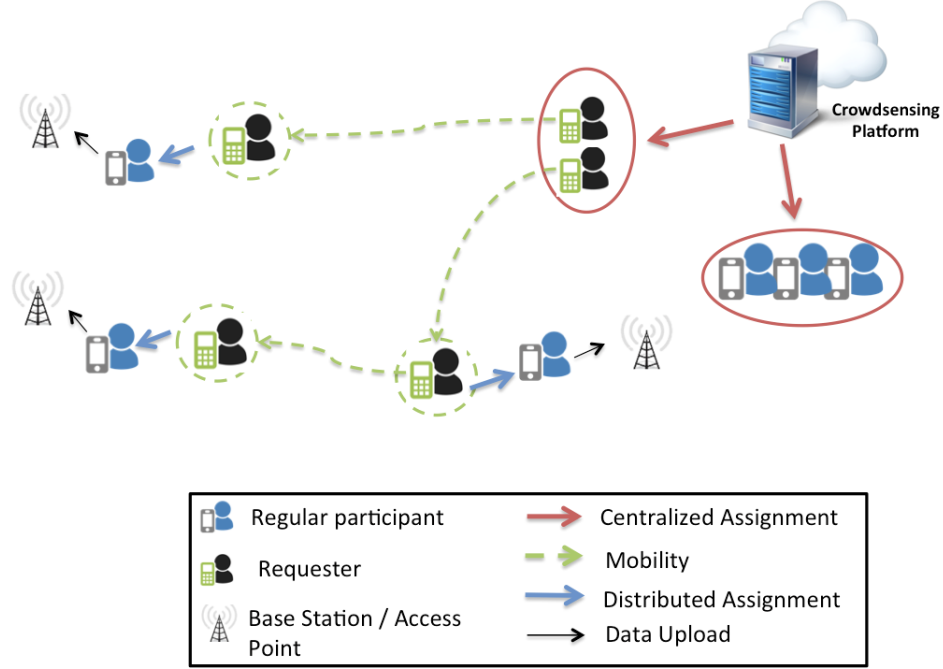 Crowdsensing
Platform
Regular participant
Requester
Base Station / Access
Point
Centralized Assignment
Mobility
Distributed Assignment
Data Upload